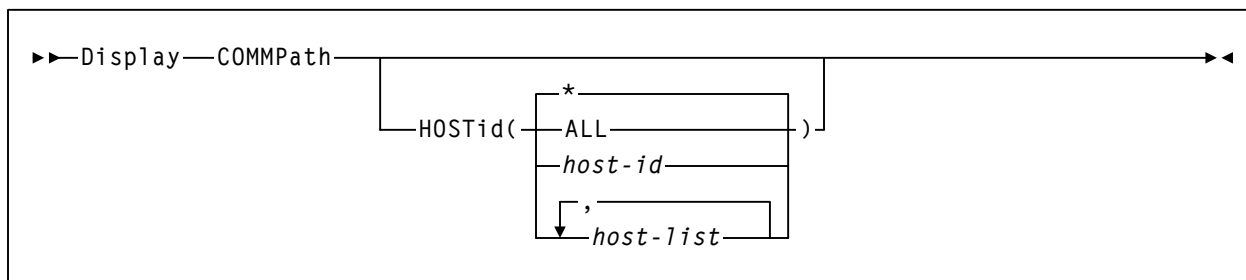 Display COMMPath
*
HOSTid( ALL )
host-id
,
host-list